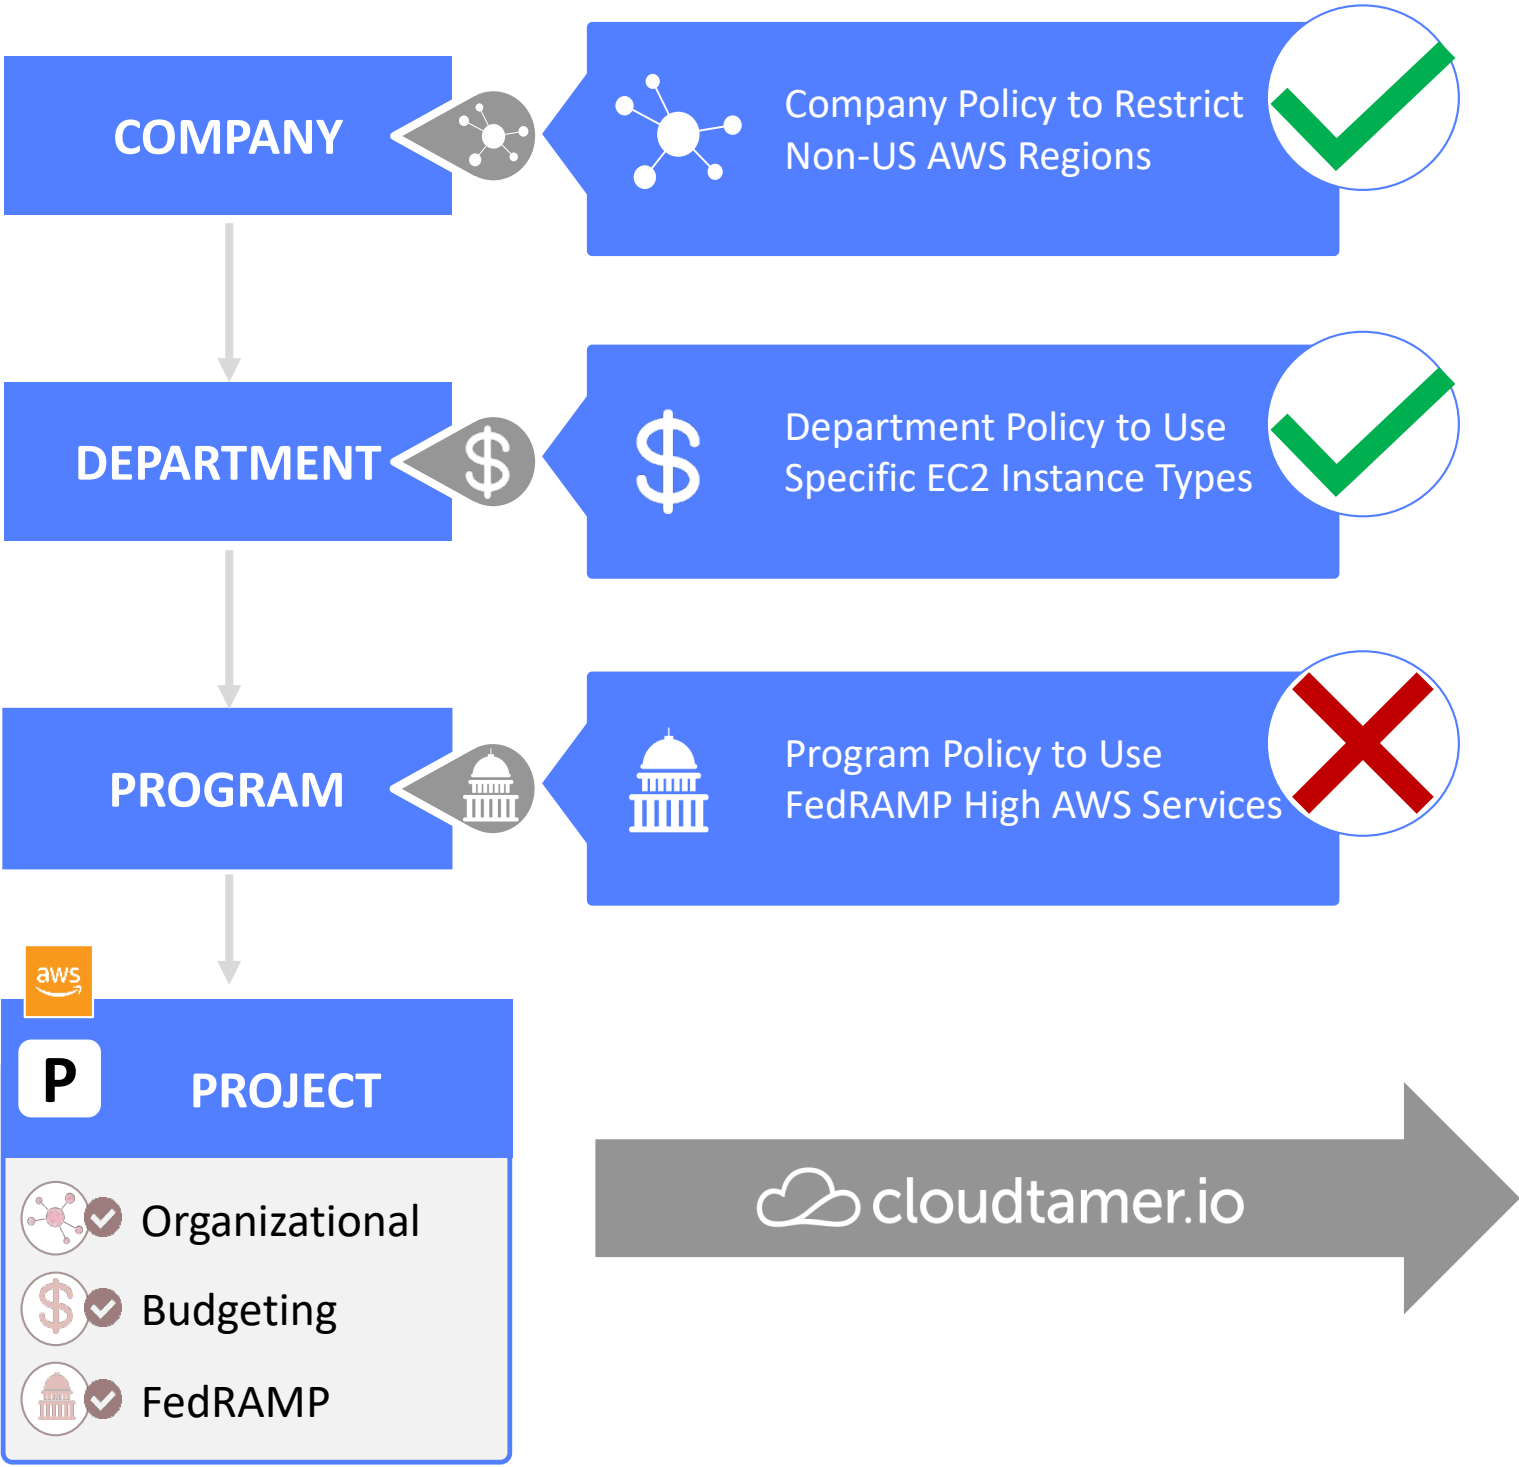 COMPANY
Company Policy to Restrict
Non-US AWS Regions
DEPARTMENT
$
$
Department Policy to Use
Specific EC2 Instance Types
PROGRAM
Program Policy to Use
FedRAMP High AWS Services
aws
P
PROJECT
Organizational
$
Budgeting
FedRAMP
cloudtamer.io